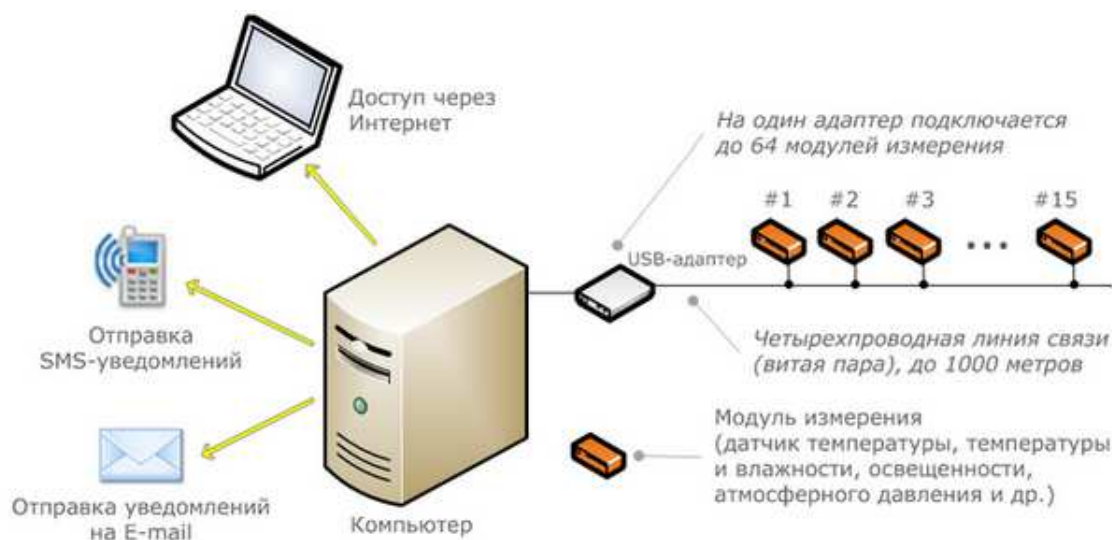 Доступ через
Интернет
На один адаптер подключается
до 64 модулей измерения
#1 #2 #3 #15
USB-адаптер
Отправка
SMS-уведомлений
Четырехпроводная линия связи
(витая пара), до 1000 метров
Модуль измерения
(датчик температуры, температуры
и влажности, освещенности,
атмосферного давления и др.)
Отправка уведомлений
на E-mail
Компьютер